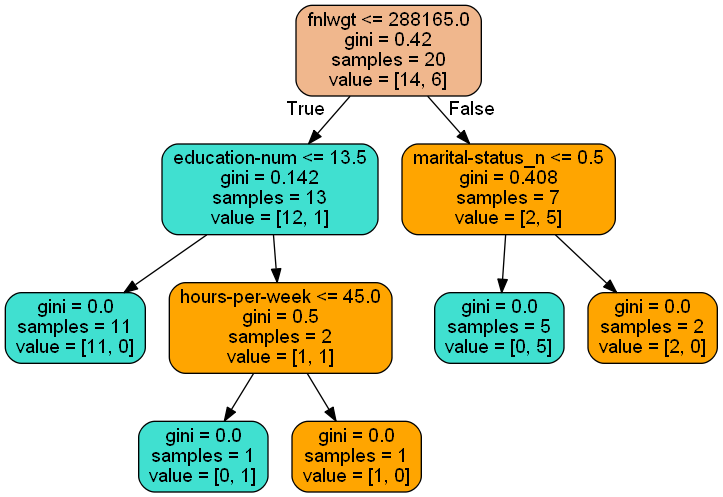 fnlwgt <= 288165.0
gini = 0.42
samples = 20
value = [14, 6]
True
False
education-num <= 13.5
gini = 0.142
samples = 13
value = [12, 1]
marital-status_n <= 0.5
gini = 0.408
samples = 7
value = [2, 5]
gini = 0.0
samples = 11
value = [11, 0]
hours-per-week <= 45.0
gini = 0.5
samples = 2
value = [1, 1]
gini = 0.0
samples = 5
value = [0, 5]
gini = 0.0
samples = 2
value = [2, 0]
gini = 0.0
samples = 1
value = [0, 1]
gini = 0.0
samples = 1
value = [1, 0]